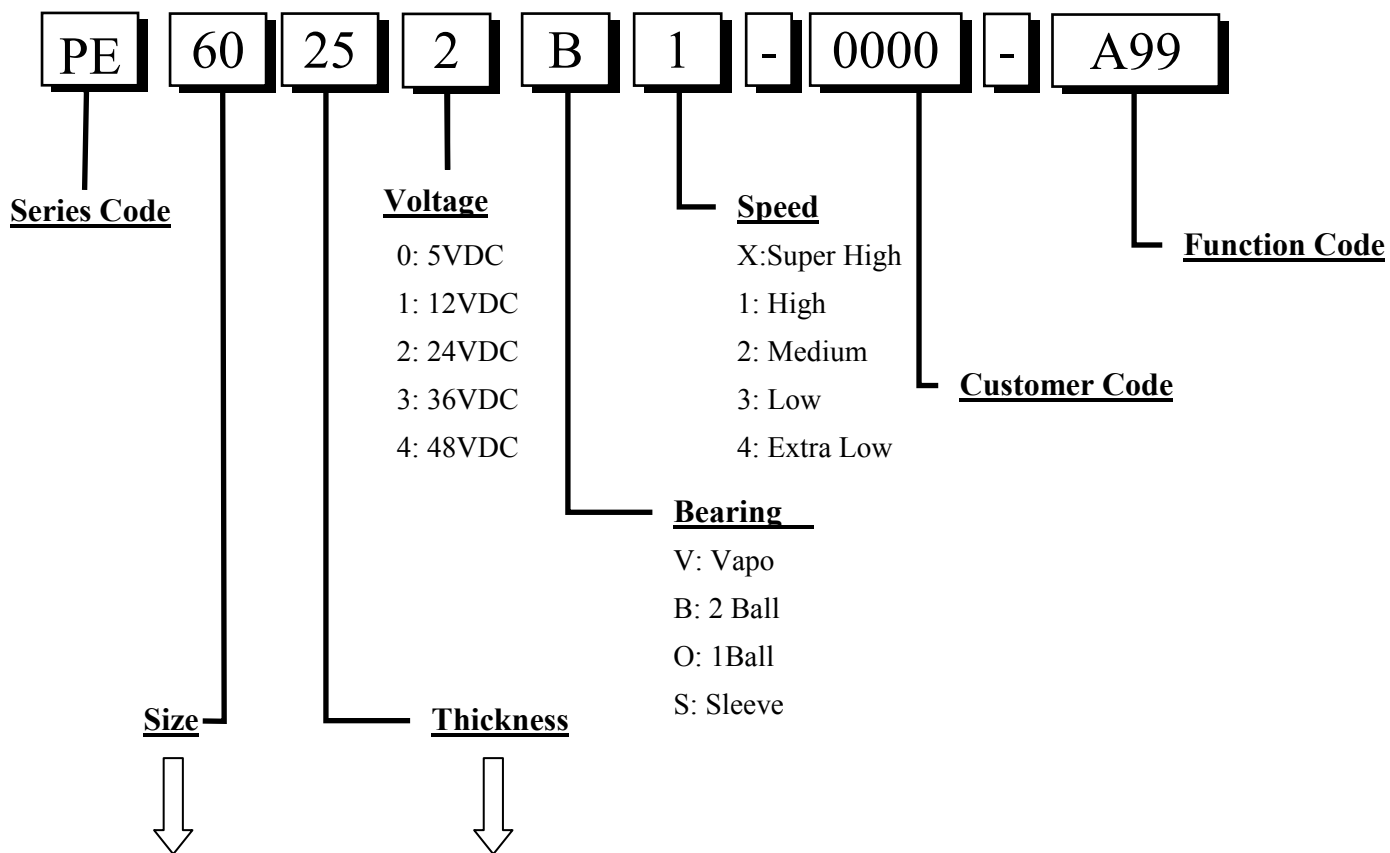 PE 60 25 2 B 1 - 0000 - A99
Series Code
Voltage
0: 5VDC
1: 12VDC
2: 24VDC
3: 36VDC
4: 48VDC
Speed
X:Super High
1: High
2: Medium
3: Low
4: Extra Low
Function Code
Customer Code
Bearing
V: Vapo
B: 2 Ball
O: 1Ball
S: Sleeve
Size
Thickness